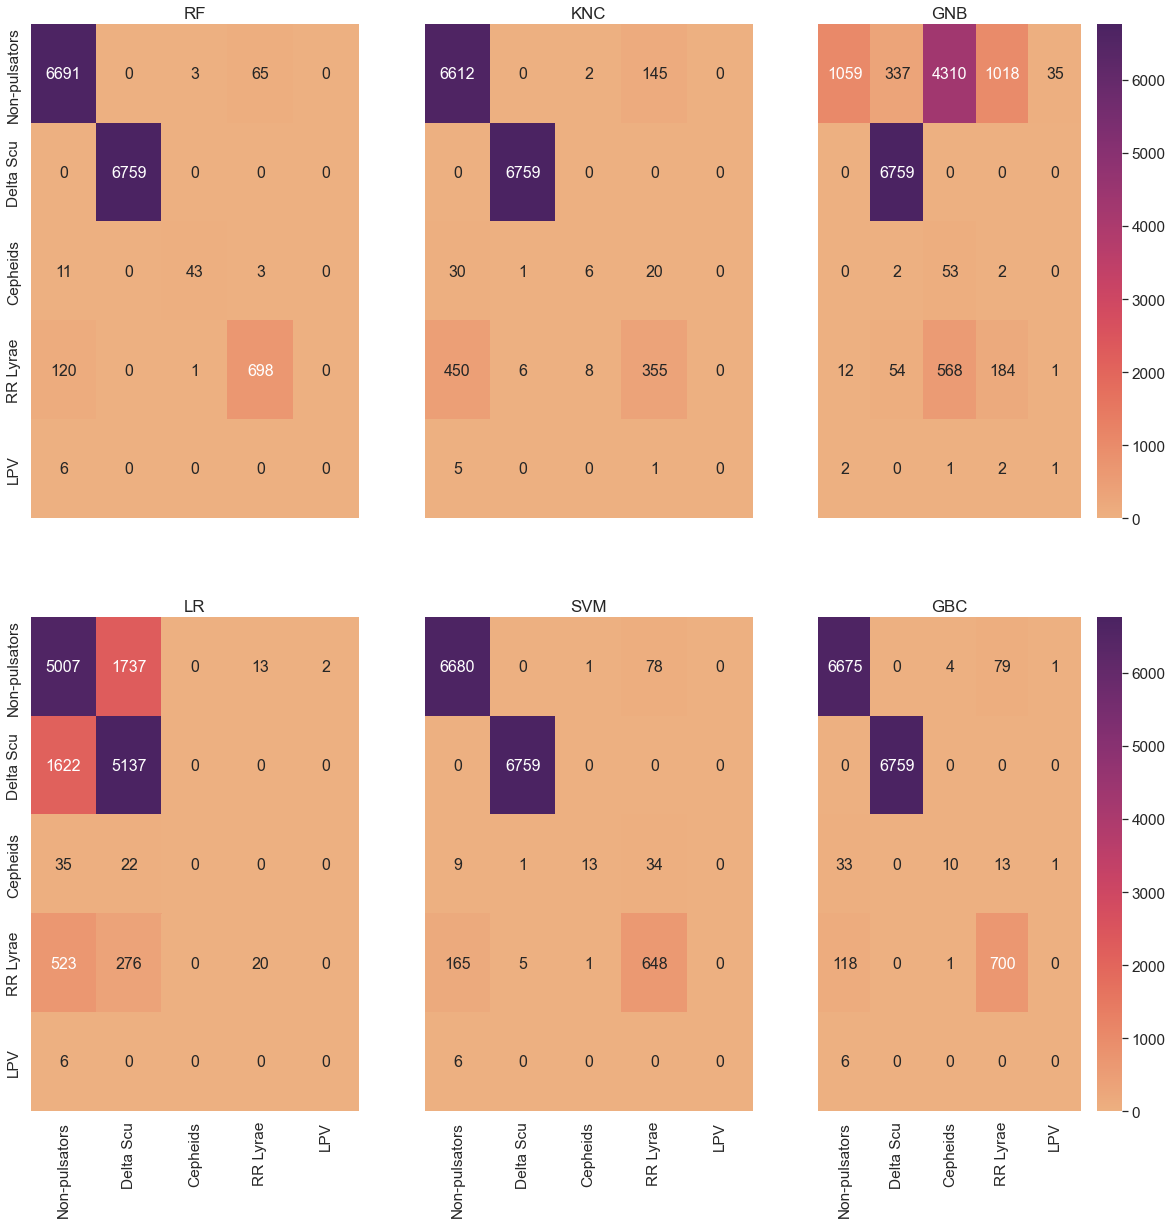 RF KNC GNB
Non-pulsators 6691 0 3 65 0 6612 0 2 145 0 1059 337 4310 1018 35
Delta Scu 0 6759 0 0 0 0 6759 0 0 0 0 6759 0 0 0
Cepheids 11 0 43 3 0 30 1 6 20 0 0 2 53 2 0
RR Lyrae 120 0 1 698 0 450 6 8 355 0 12 54 568 184 1
LPV 6 0 0 0 0 5 0 0 1 0 2 0 1 2 1
6000
5000
4000
3000
2000
1000
0
LR SVM GBC
Non-pulsators 5007 1737 0 13 2 6680 0 1 78 0 6675 0 4 79 1
Delta Scu 1622 5137 0 0 0 0 6759 0 0 0 0 6759 0 0 0
Cepheids 35 22 0 0 0 9 1 13 34 0 33 0 10 13 1
RR Lyrae 523 276 0 20 0 165 5 1 648 0 118 0 1 700 0
LPV 6 0 0 0 0 6 0 0 0 0 6 0 0 0 0
6000
5000
4000
3000
2000
1000
0
Non-pulsators Delta Scu Cepheids RR Lyrae LPV Non-pulsators Delta Scu Cepheids RR Lyrae LPV Non-pulsators Delta Scu Cepheids RR Lyrae LPV